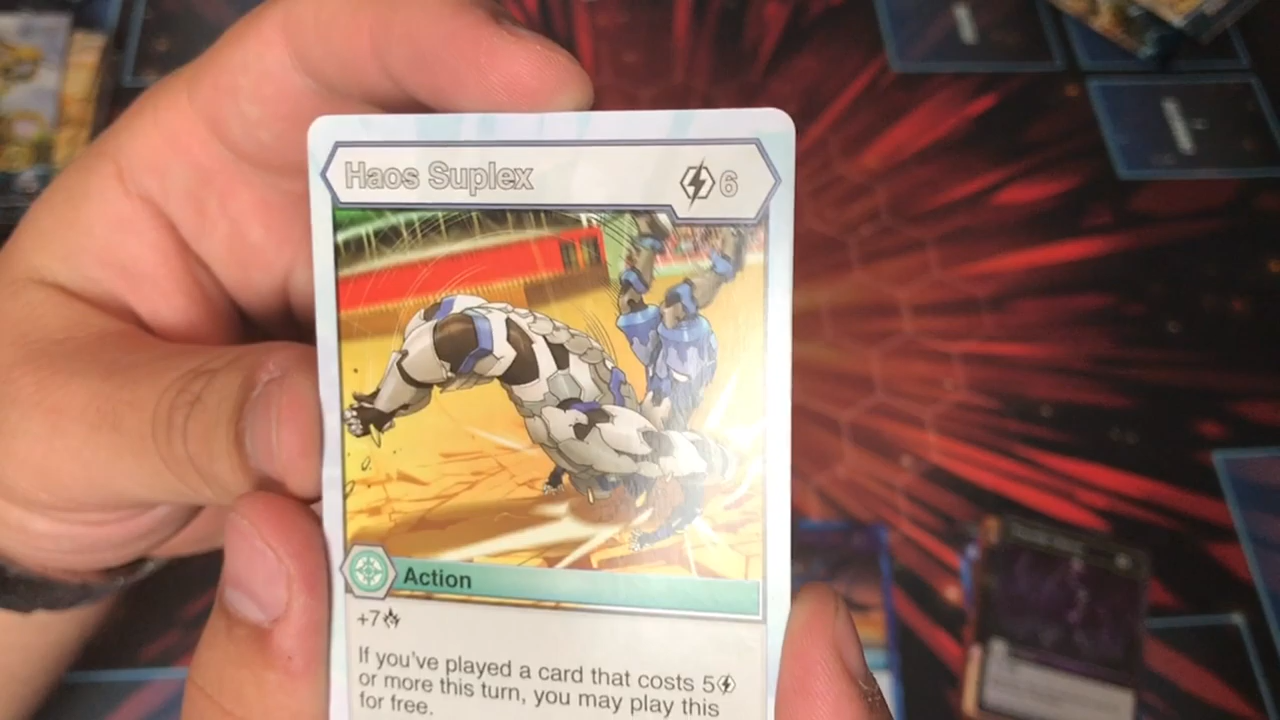 Haos Suplex 6
Action
+7
If you've played a card that costs 5
or more this turn, you may play this
for free.